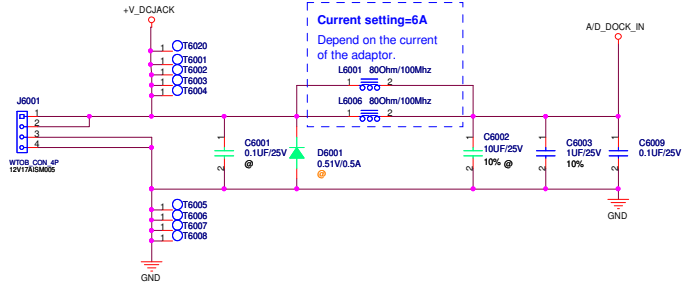 +V_DCJACK
A/D_DOCK_IN
Current setting=6A
Depend on the current
of the adaptor.
1 T6020
1 T6001
1 T6002
1 T6003
1 T6004
L6001 80Ohm/100Mhz
1 2
L6006 80Ohm/100Mhz
1 2
J6001
1
2
3
4
WTOB_CON_4P
12V17AISM005
1
C6001
0.1UF/25V
@
2
D6001
0.51V/0.5A
@
1
C6002
10UF/25V
10% @
2
1
C6003
1UF/25V
10%
2
1
C6009
0.1UF/25V
2
1 T6005
1 T6006
1 T6007
1 T6008
GND
GND